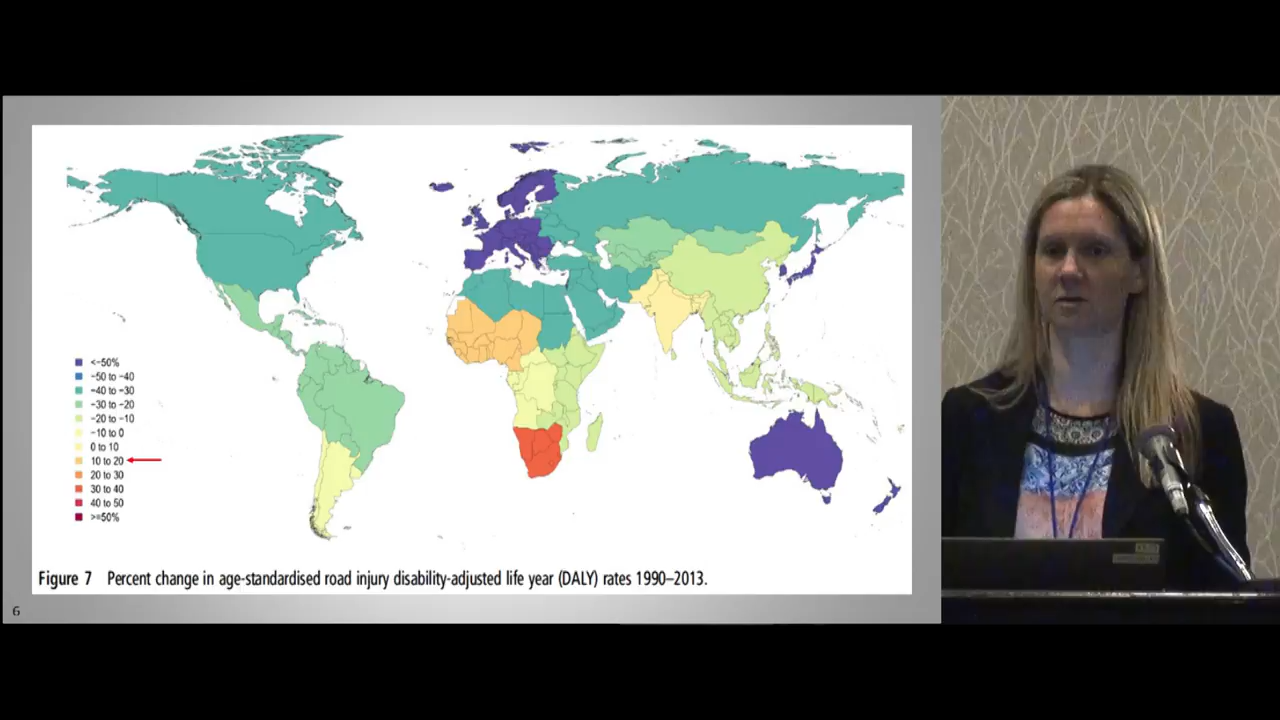 <-50%
-50 to -40
-40 to -30
-30 to -20
-20 to -10
-10 to 0
0 to 10
10 to 20
20 to 30
30 to 40
40 to 50
>=50%
Figure 7 Percent change in age-standardised road injury disability-adjusted life year (DALY) rates 1990–2013.
6